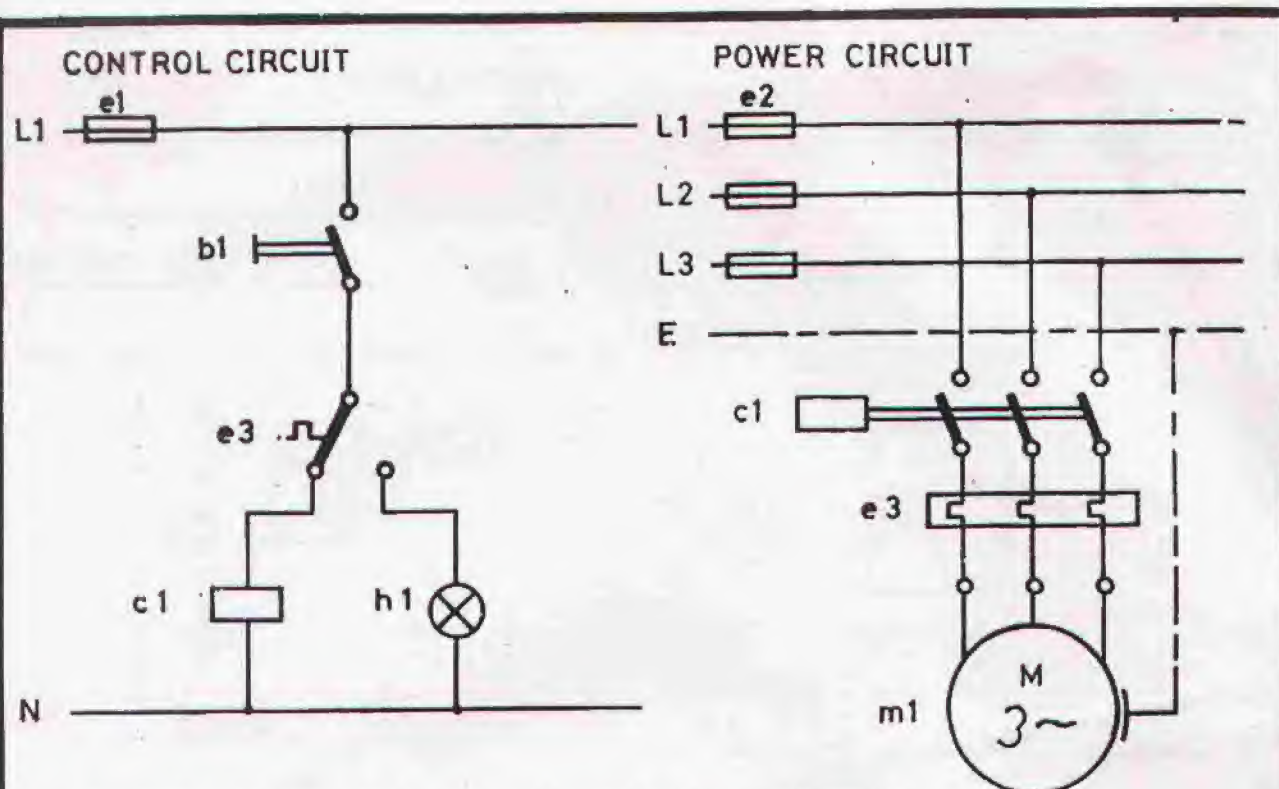 CONTROL CIRCUIT
e1
L1
b1
e3
c1
h1
N
POWER CIRCUIT
e2
L1
L2
L3
E
c1
e3
M
3~
m1